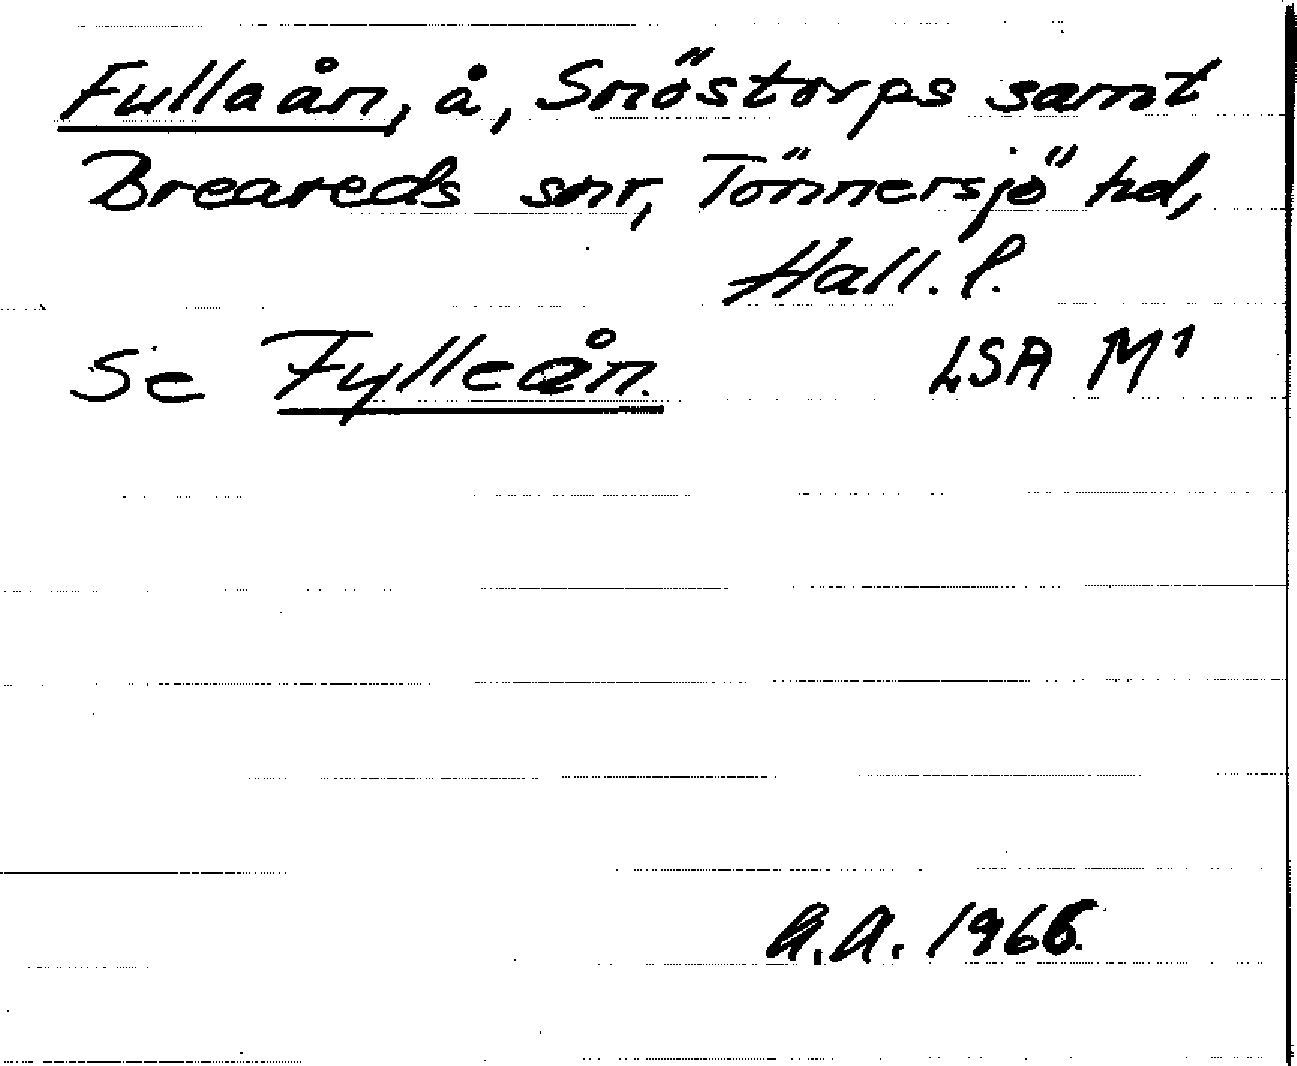 Fullaån, å, Snöstorps samt
Breareds snr, Tönnersjö hd,
Hall. l.
Se Fylleån. LSA M1
A.A. 1966.